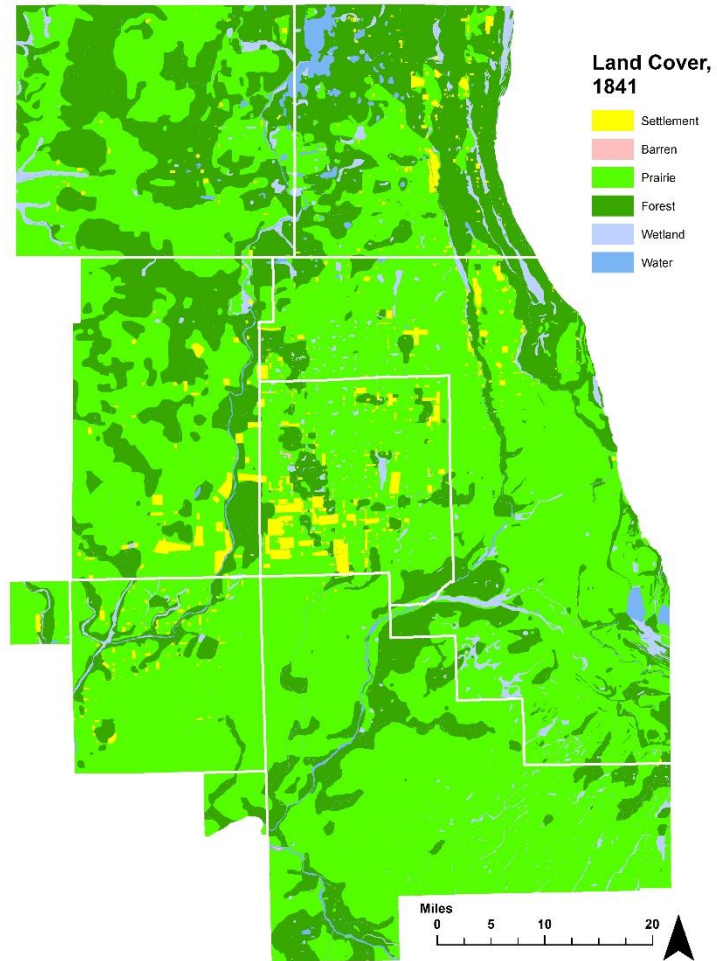 Land Cover,
1841
Settlement
Barren
Prairie
Forest
Wetland
Water
Miles
0 5 10 20